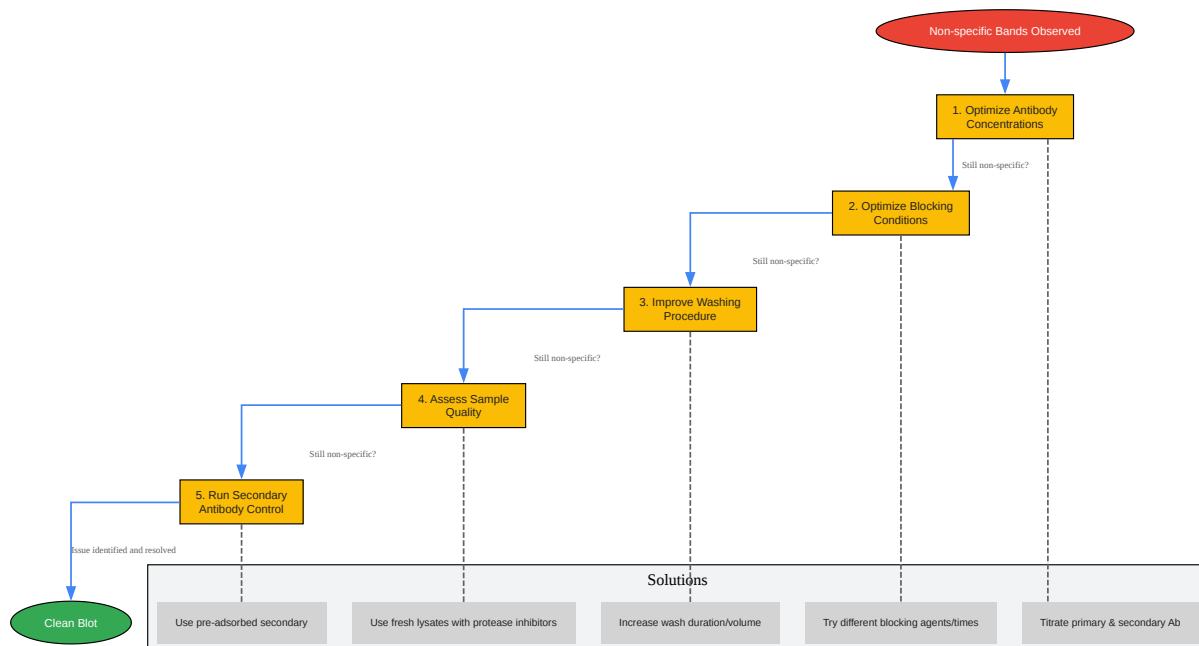 Non-specific Bands Observed
1. Optimize Antibody
Concentrations
Still non-specific?
2. Optimize Blocking
Conditions
Still non-specific?
3. Improve Washing
Procedure
Still non-specific?
4. Assess Sample
Quality
Still non-specific?
5. Run Secondary
Antibody Control
Issue identified and resolved
Solutions
Clean Blot
Use pre-adsorbed secondary
Use fresh lysates with protease inhibitors
Increase wash duration/volume
Try different blocking agents/times
Titrate primary & secondary Ab